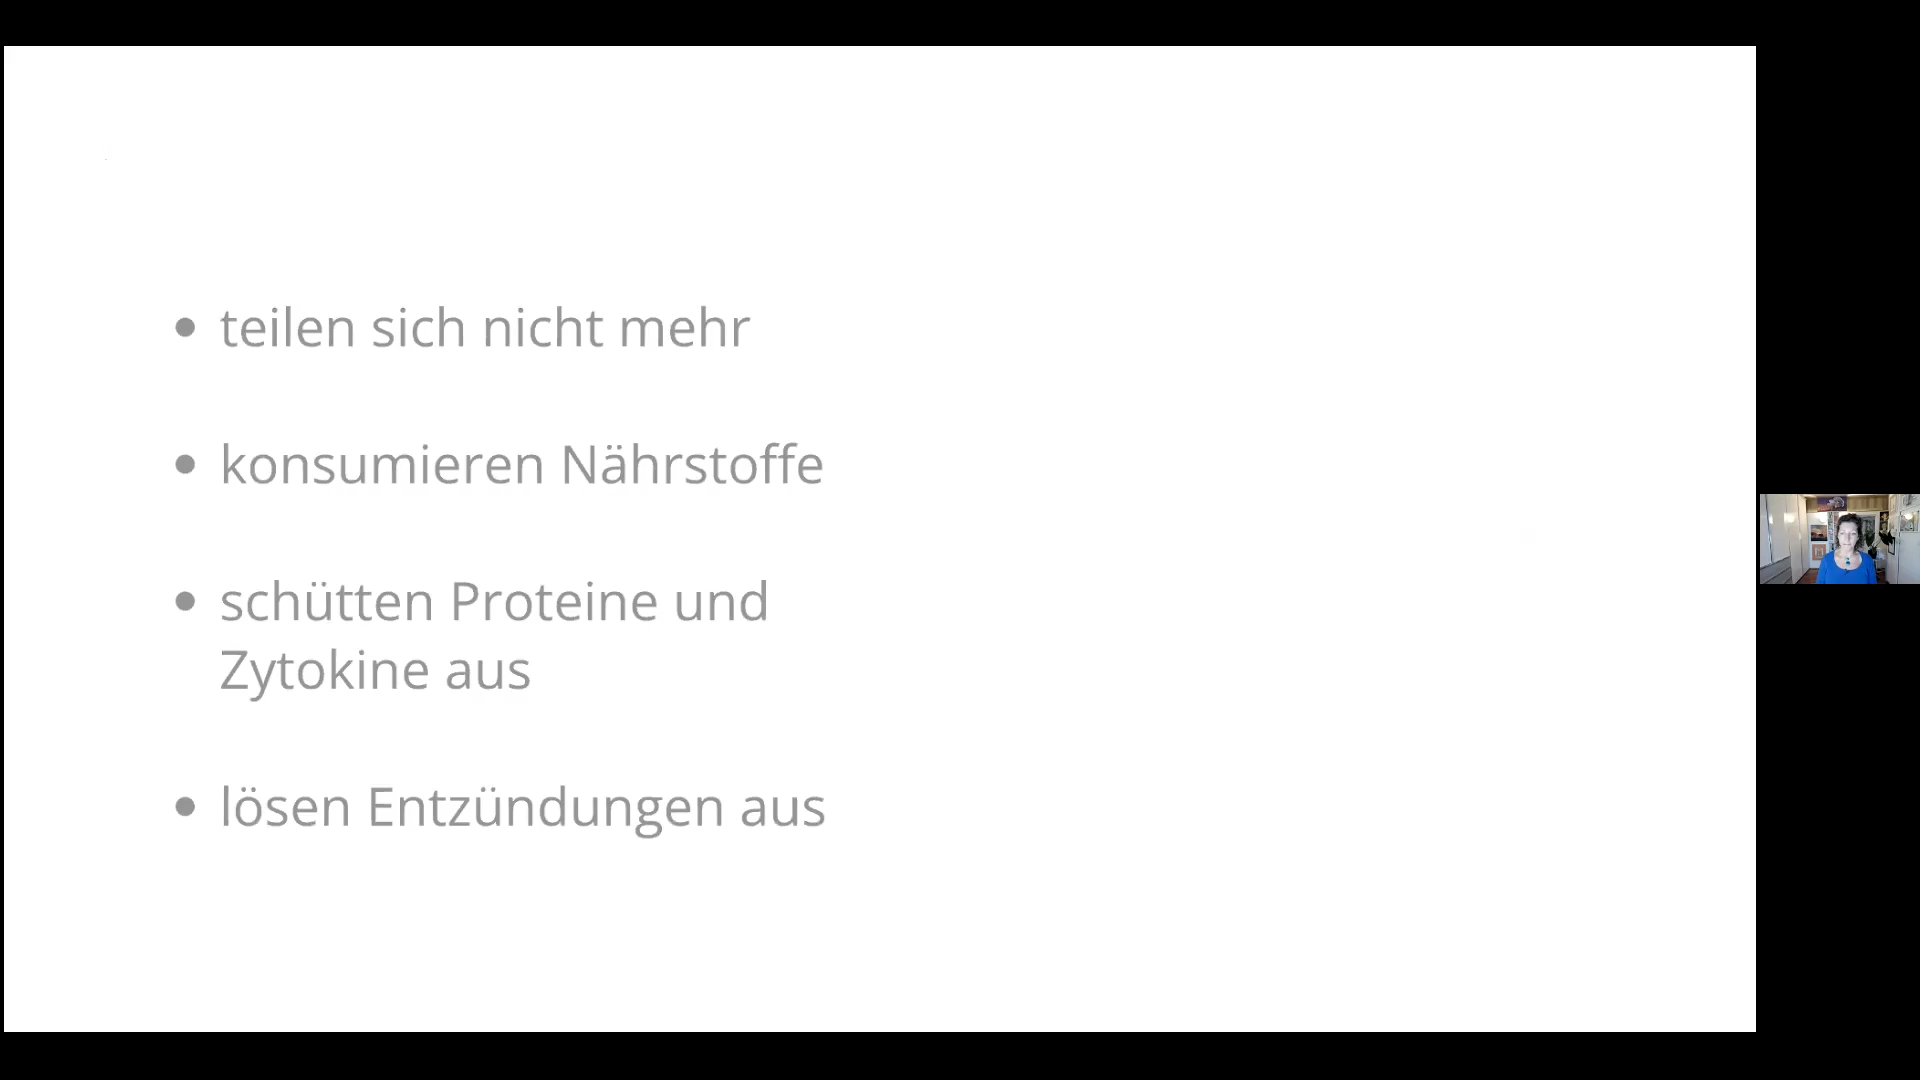 • teilen sich nicht mehr
• konsumieren Nährstoffe
• schütten Proteine und
Zytokine aus
• lösen Entzündungen aus